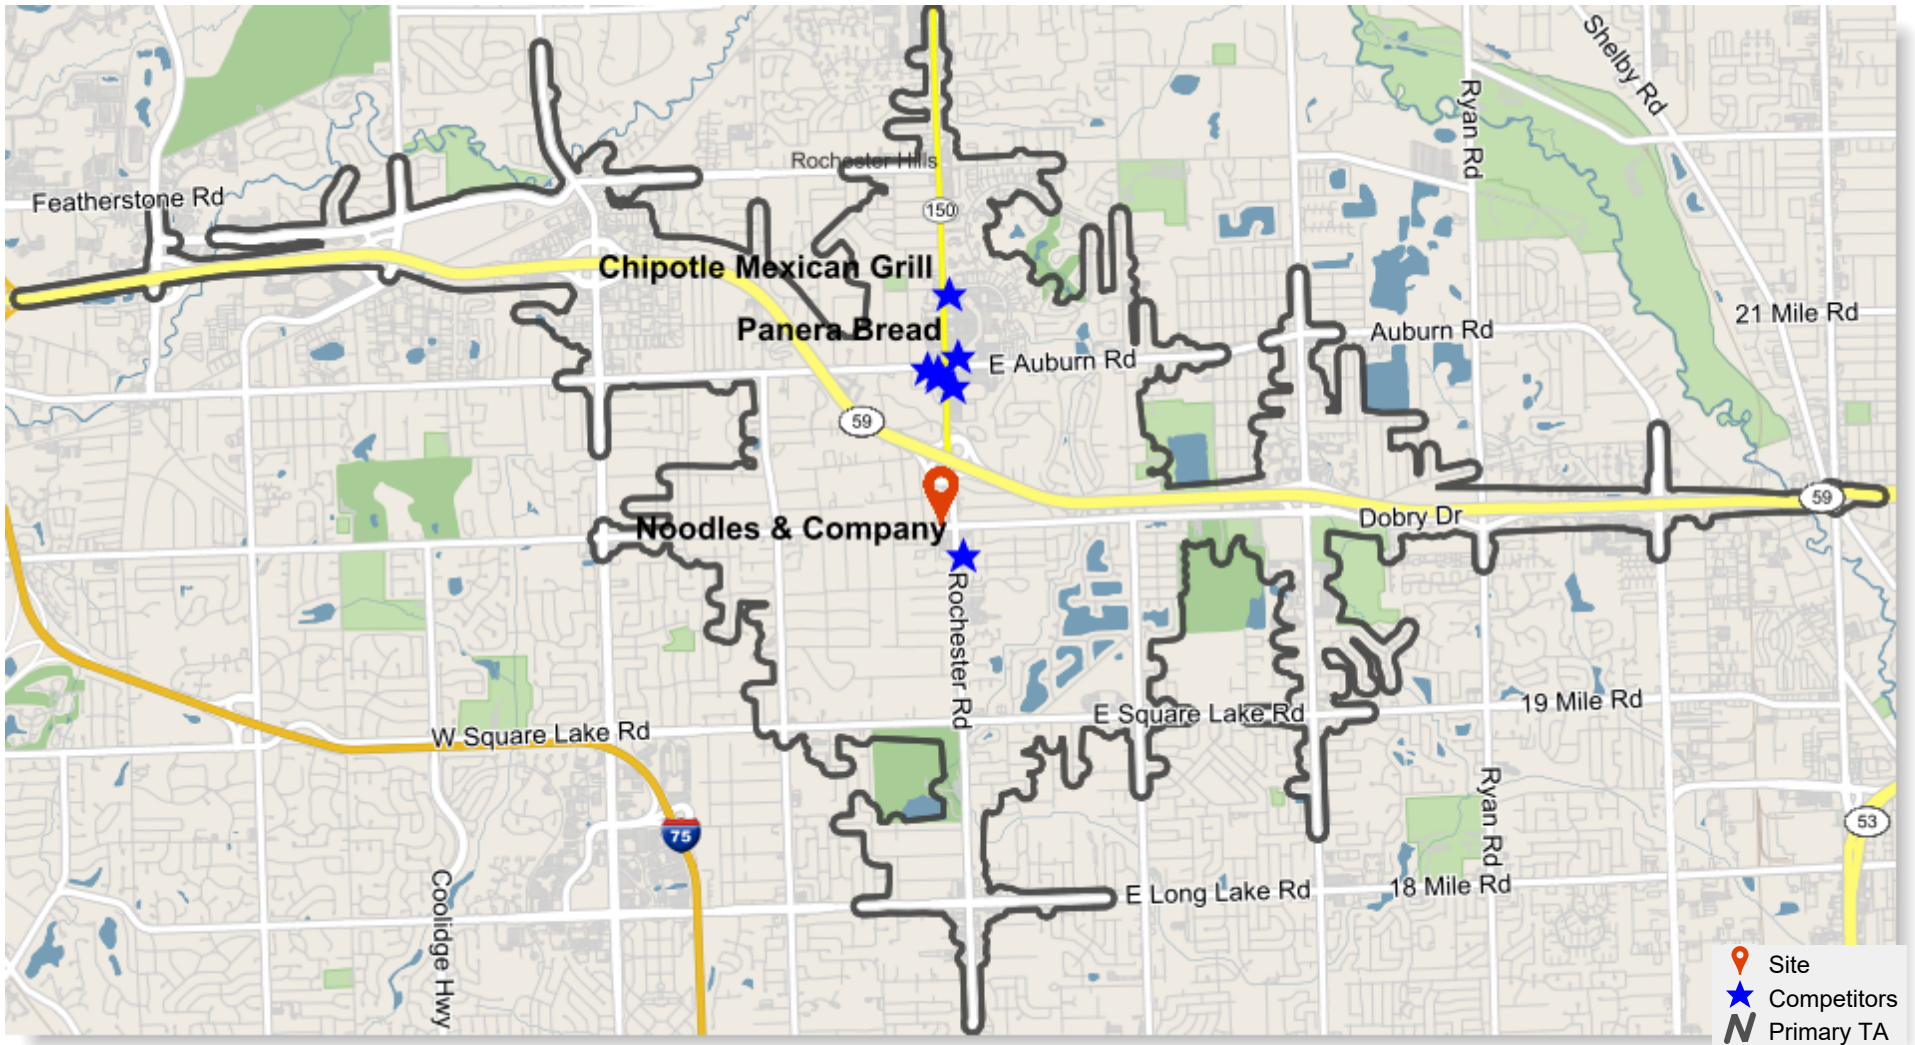 Shelby Rd
Ryan Rd
Rochester Hills
Featherstone Rd
150
Chipotle Mexican Grill
21 Mile Rd
Panera Bread
Auburn Rd
E Auburn Rd
59
59
Dobry Dr
Noodles & Company
Rochester Rd
19 Mile Rd
E Square Lake Rd
W Square Lake Rd
Ryan Rd
75
53
Coolidge Hwy
E Long Lake Rd
18 Mile Rd
Site
Competitors
Primary TA